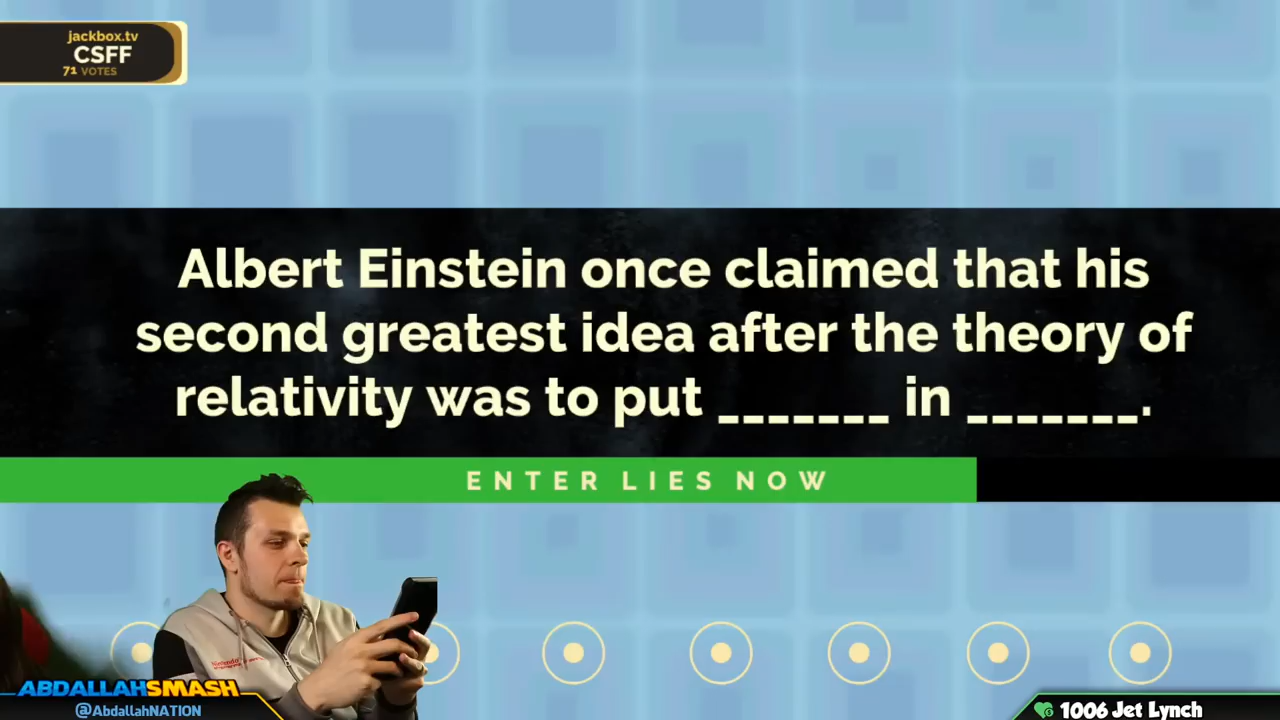 jackbox.tv
CSFF
71 VOTES
Albert Einstein once claimed that his
second greatest idea after the theory of
relativity was to put _______ in _______.
ENTER LIES NOW
Nintendo
ABDALLAHSMASH
@AbdallahNATION
1006 Jet Lynch